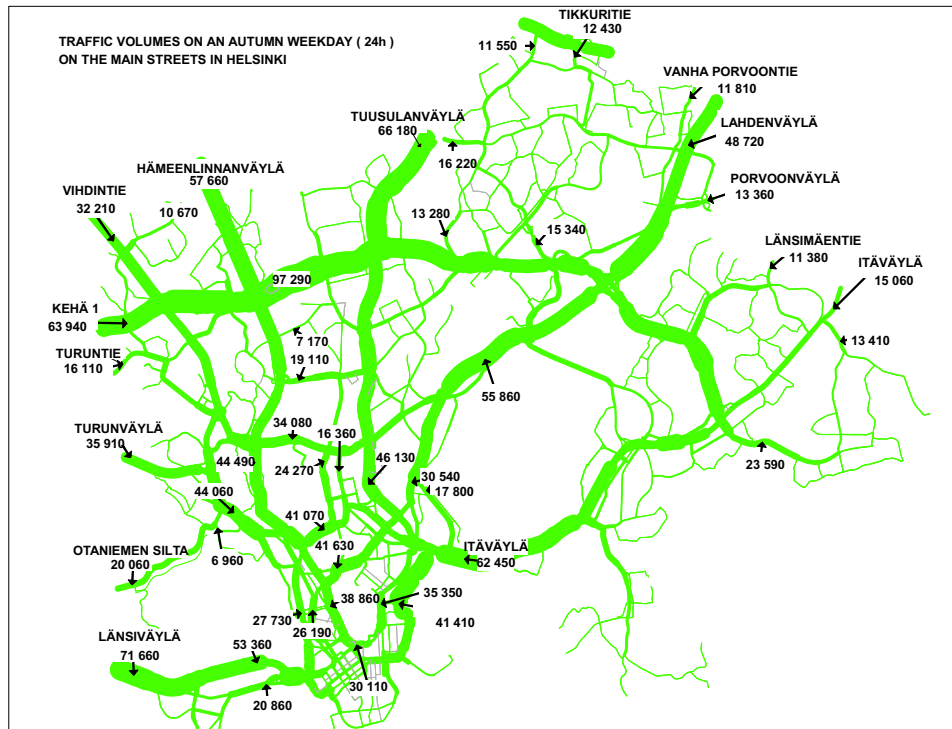 TIKKURITIE
12 430
TRAFFIC VOLUMES ON AN AUTUMN WEEKDAY ( 24h )
ON THE MAIN STREETS IN HELSINKI
11 550
VANHA PORVOONTIE
11 810
TUUSULANVÄYLÄ
66 180
LAHDENVÄYLÄ
48 720
16 220
HÄMEENLINNANVÄYLÄ
57 660
VIHDINTIE
32 210
10 670
PORVOONVÄYLÄ
13 360
13 280
15 340
LÄNSIMÄENTIE
11 380
ITÄVÄYLÄ
15 060
97 290
KEHÄ 1
63 940
7 170
13 410
TURUNTIE
16 110
19 110
55 860
34 080
16 360
TURUNVÄYLÄ
35 910
44 490
24 270
46 130
23 590
30 540
17 800
44 060
41 070
41 630
ITÄVÄYLÄ
62 450
OTANIEMEN SILTA
20 060
6 960
38 860
35 350
27 730
26 190
41 410
LÄNSIVÄYLÄ
71 660
53 360
30 110
20 860